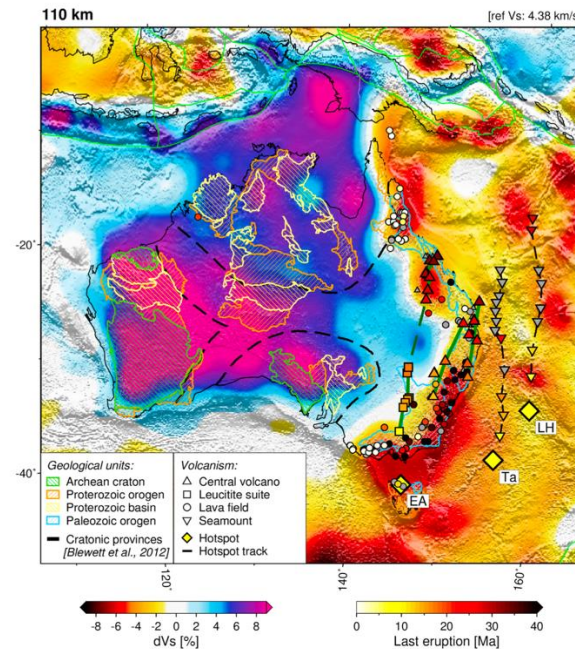 110 km [ref Vs: 4.38 km/s]
-20
LH
Ta
-40
EA
Geological units: Volcanism:
Archean craton Central volcano
Proterozoic orogen Leucitite suite
Proterozoic basin Lava field
Paleozoic orogen Seamount
Cratonic provinces Hotspot
[Blewett et al., 2012] Hotspot track
120 140 160
-8 -6 -4 -2 0 2 4 6 8 0 10 20 30 40
dVs [%] Last eruption [Ma]